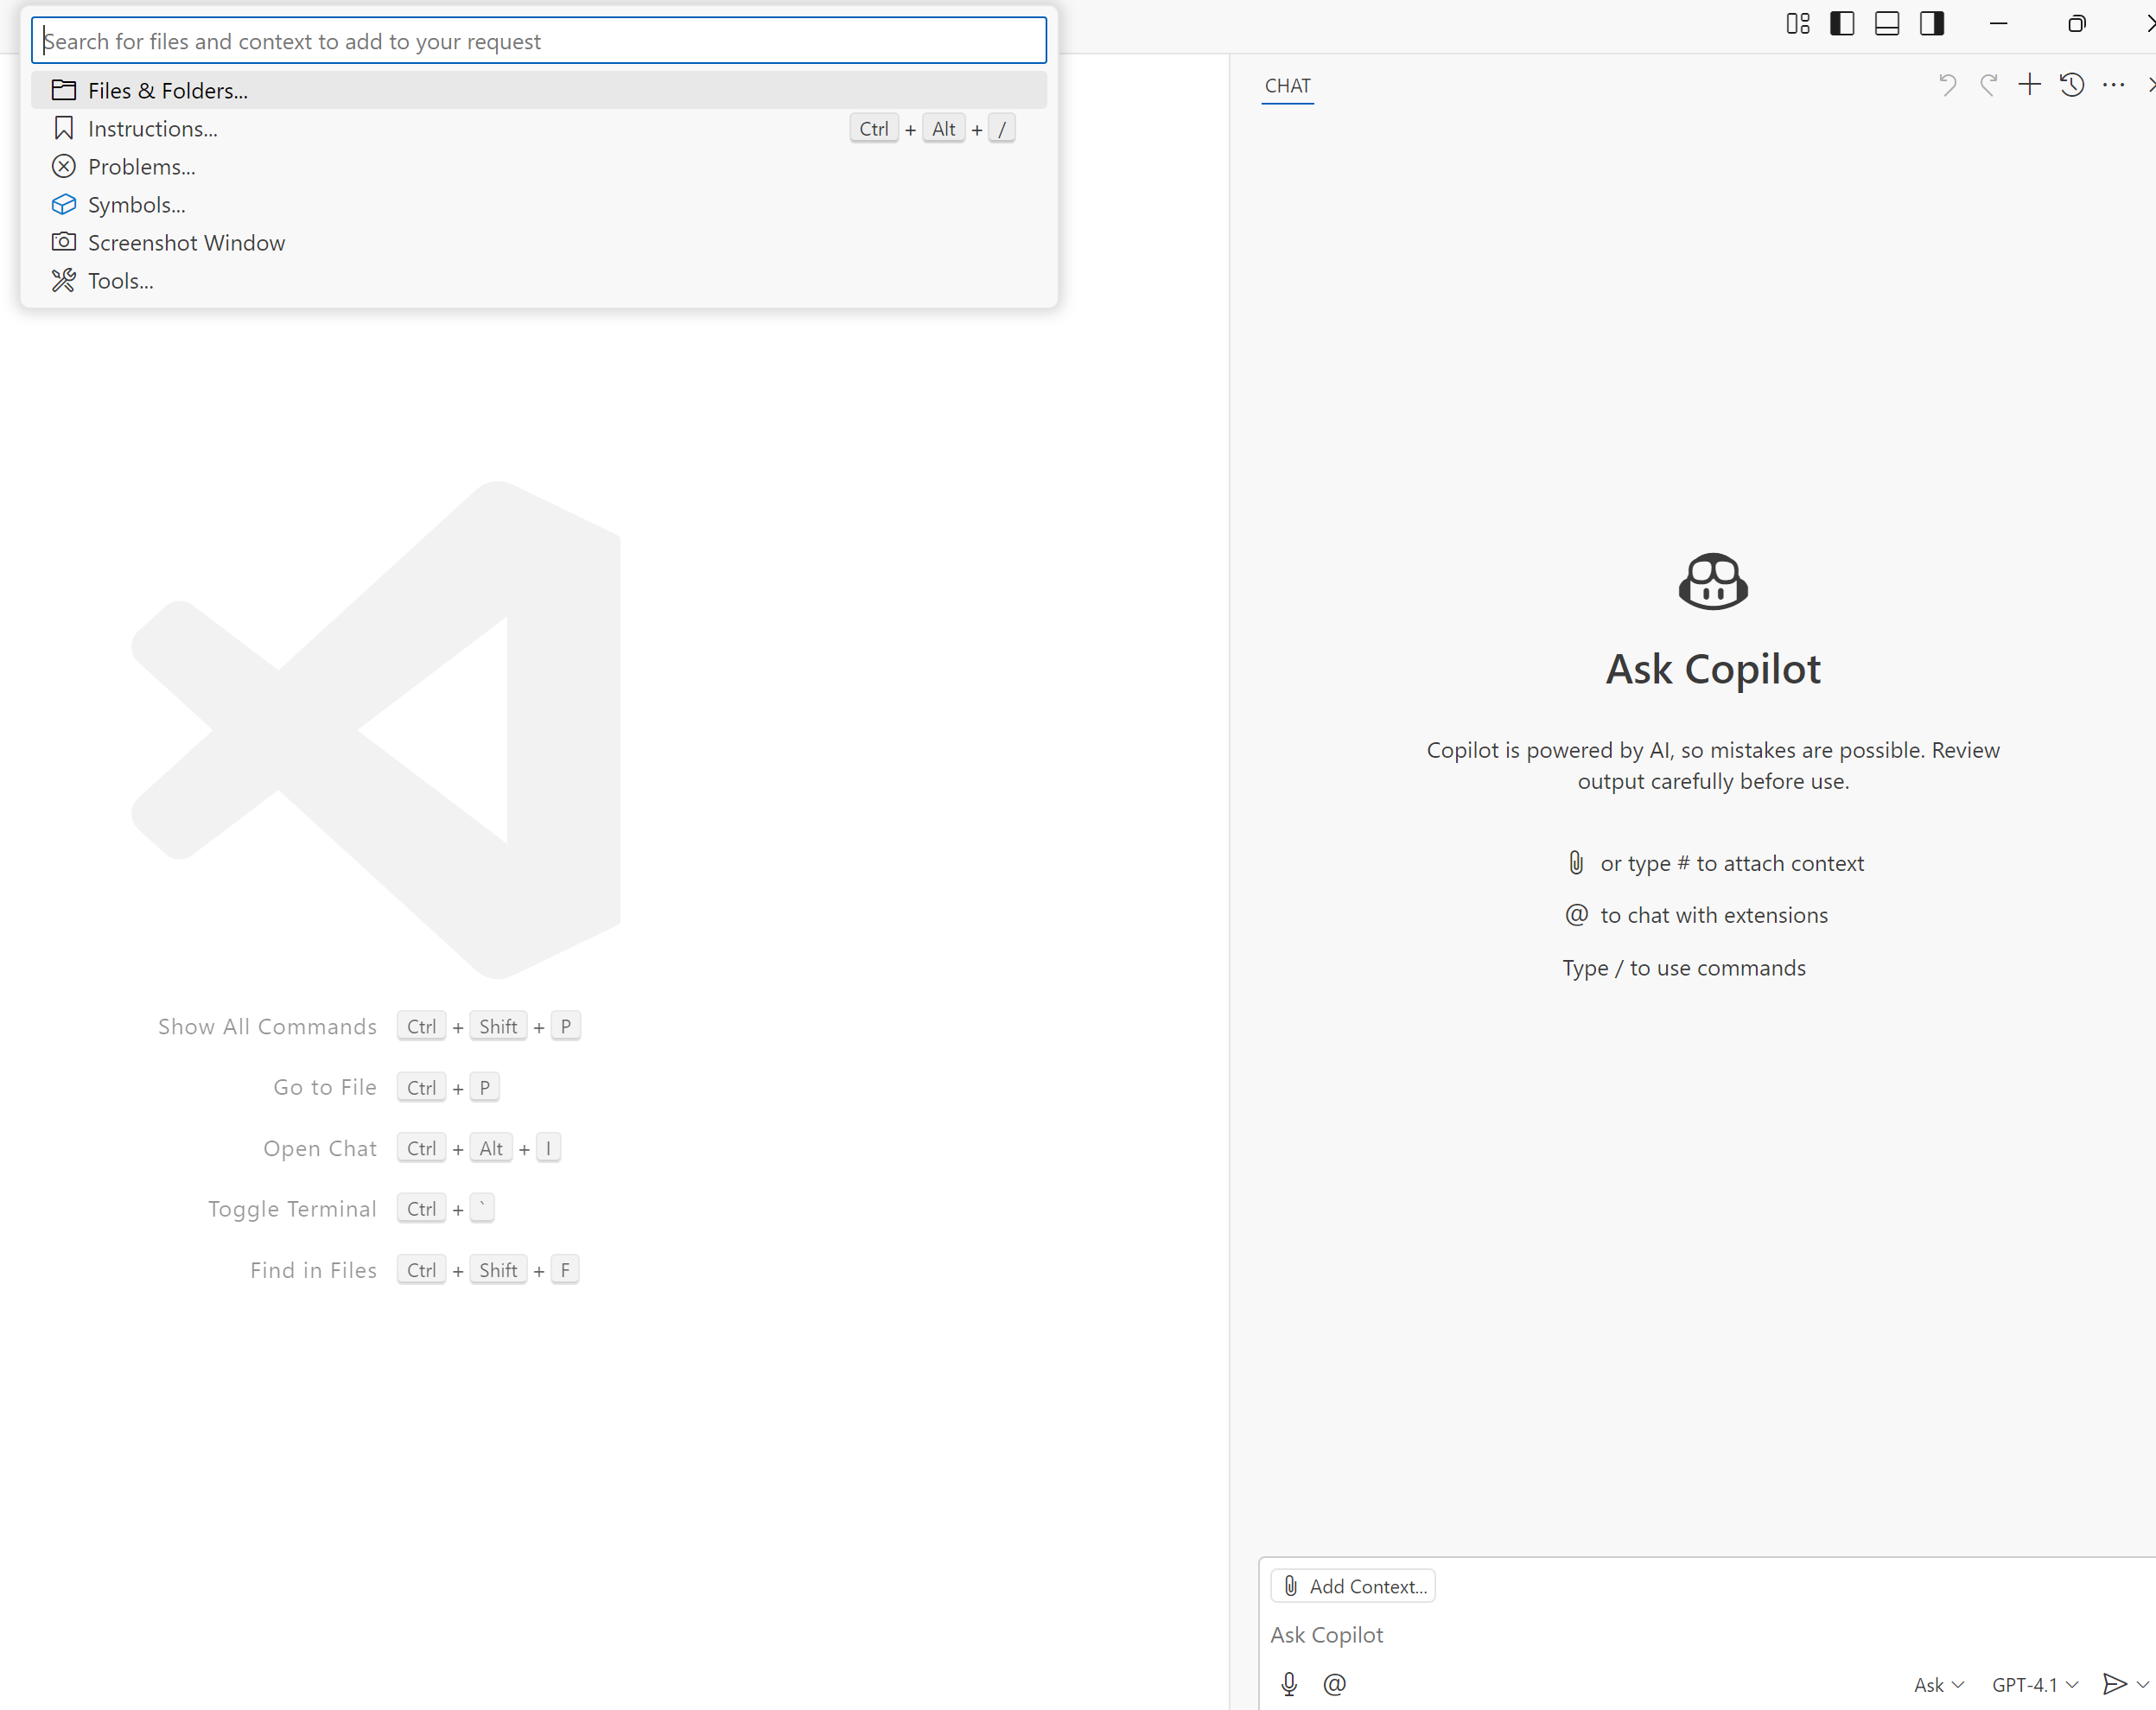 Search for files and context to add to your request
Files & Folders...
Instructions... Ctrl + Alt + /
Problems...
Symbols...
Screenshot Window
Tools...
CHAT
Ask Copilot
Copilot is powered by AI, so mistakes are possible. Review
output carefully before use.
or type # to attach context
@ to chat with extensions
Type / to use commands
Show All Commands Ctrl + Shift + P
Go to File Ctrl + P
Open Chat Ctrl + Alt + I
Toggle Terminal Ctrl + `
Find in Files Ctrl + Shift + F
Add Context...
Ask Copilot
@ Ask GPT-4.1